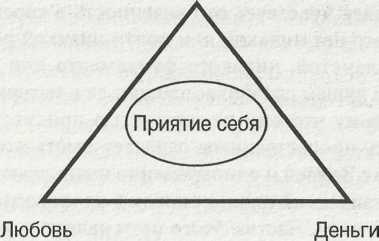 Приятие себя
Любовь
Деньги